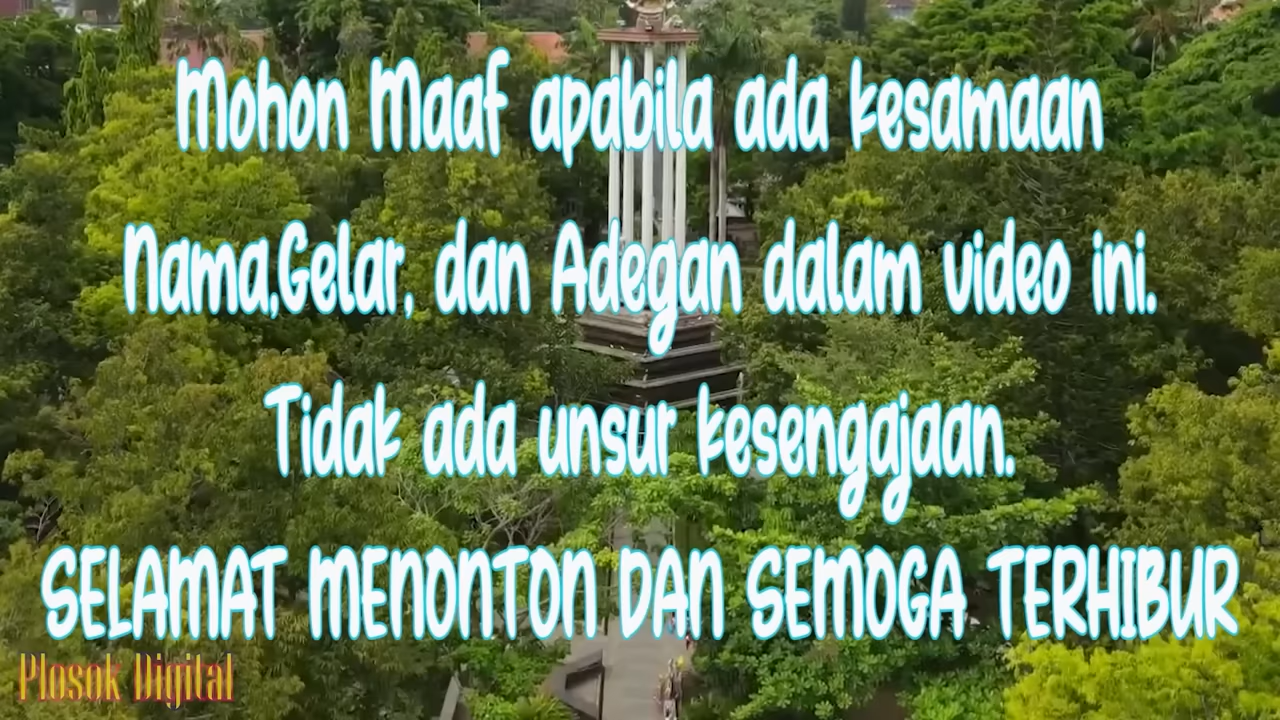 Mohon Maaf apabila ada kesamaan
Nama,Gelar, dan Adegan dalam video ini.
Tidak ada unsur kesengajaan.
SELAMAT MENONTON DAN SEMOGA TERHIBUR
Plosok Digital